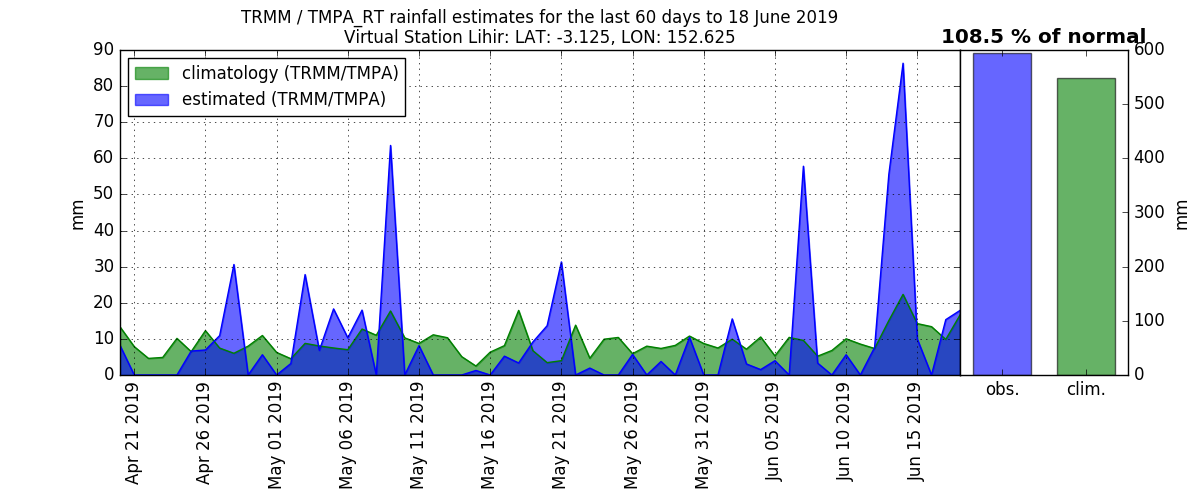 TRMM / TMPA_RT rainfall estimates for the last 60 days to 18 June 2019
Virtual Station Lihir: LAT: -3.125, LON: 152.625
108.5 % of normal
climatology (TRMM/TMPA)
estimated (TRMM/TMPA)
90
80
70
60
50
40
30
20
10
0
mm
Apr 21 2019
Apr 26 2019
May 01 2019
May 06 2019
May 11 2019
May 16 2019
May 21 2019
May 26 2019
May 31 2019
Jun 05 2019
Jun 10 2019
Jun 15 2019
600
500
400
300
200
100
0
mm
obs.
clim.